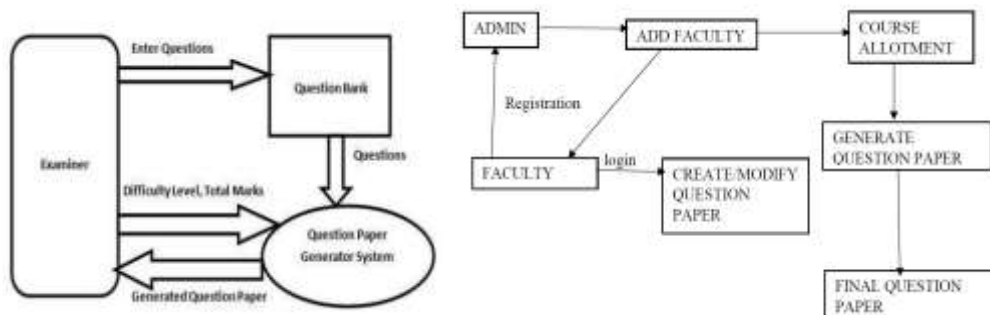 Enter Questions
Question Bank
Questions
Examiner
Difficulty Level, Total Marks
Question Paper
Generator System
Generated Question Paper
ADMIN
ADD FACULTY
COURSE
ALLOTMENT
Registration
GENERATE
QUESTION PAPER
FACULTY
login
CREATE/MODIFY
QUESTION
PAPER
FINAL QUESTION
PAPER